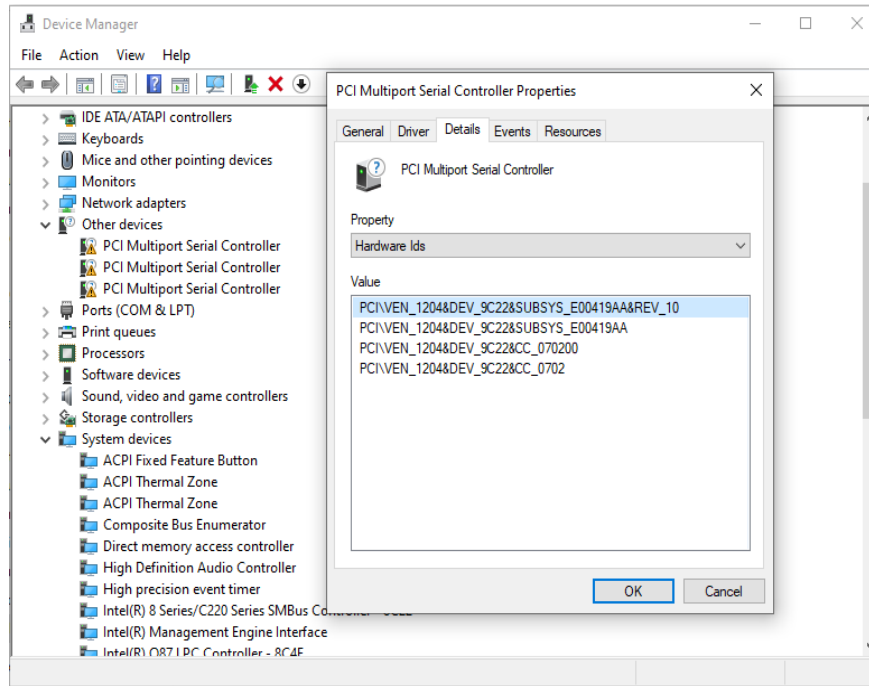 Device Manager
File Action View Help
IDE ATA/ATAPI controllers
Keyboards
Mice and other pointing devices
Monitors
Network adapters
Other devices
PCI Multiport Serial Controller
PCI Multiport Serial Controller
PCI Multiport Serial Controller
Ports (COM & LPT)
Print queues
Processors
Software devices
Sound, video and game controllers
Storage controllers
System devices
ACPI Fixed Feature Button
ACPI Thermal Zone
ACPI Thermal Zone
Composite Bus Enumerator
Direct memory access controller
High Definition Audio Controller
High precision event timer
Intel(R) 8 Series/C220 Series SMBus
Intel(R) Management Engine Interface
Intel(R) Q87 LPC Controller - 8C4E
PCI Multiport Serial Controller Properties
General Driver Details Events Resources
PCI Multiport Serial Controller
Property
Hardware Ids
Value
PCI\VEN_1204&DEV_9C22&SUBSYS_E00419AA&REV_10
PCI\VEN_1204&DEV_9C22&SUBSYS_E00419AA
PCI\VEN_1204&DEV_9C22&CC_070200
PCI\VEN_1204&DEV_9C22&CC_0702
OK Cancel